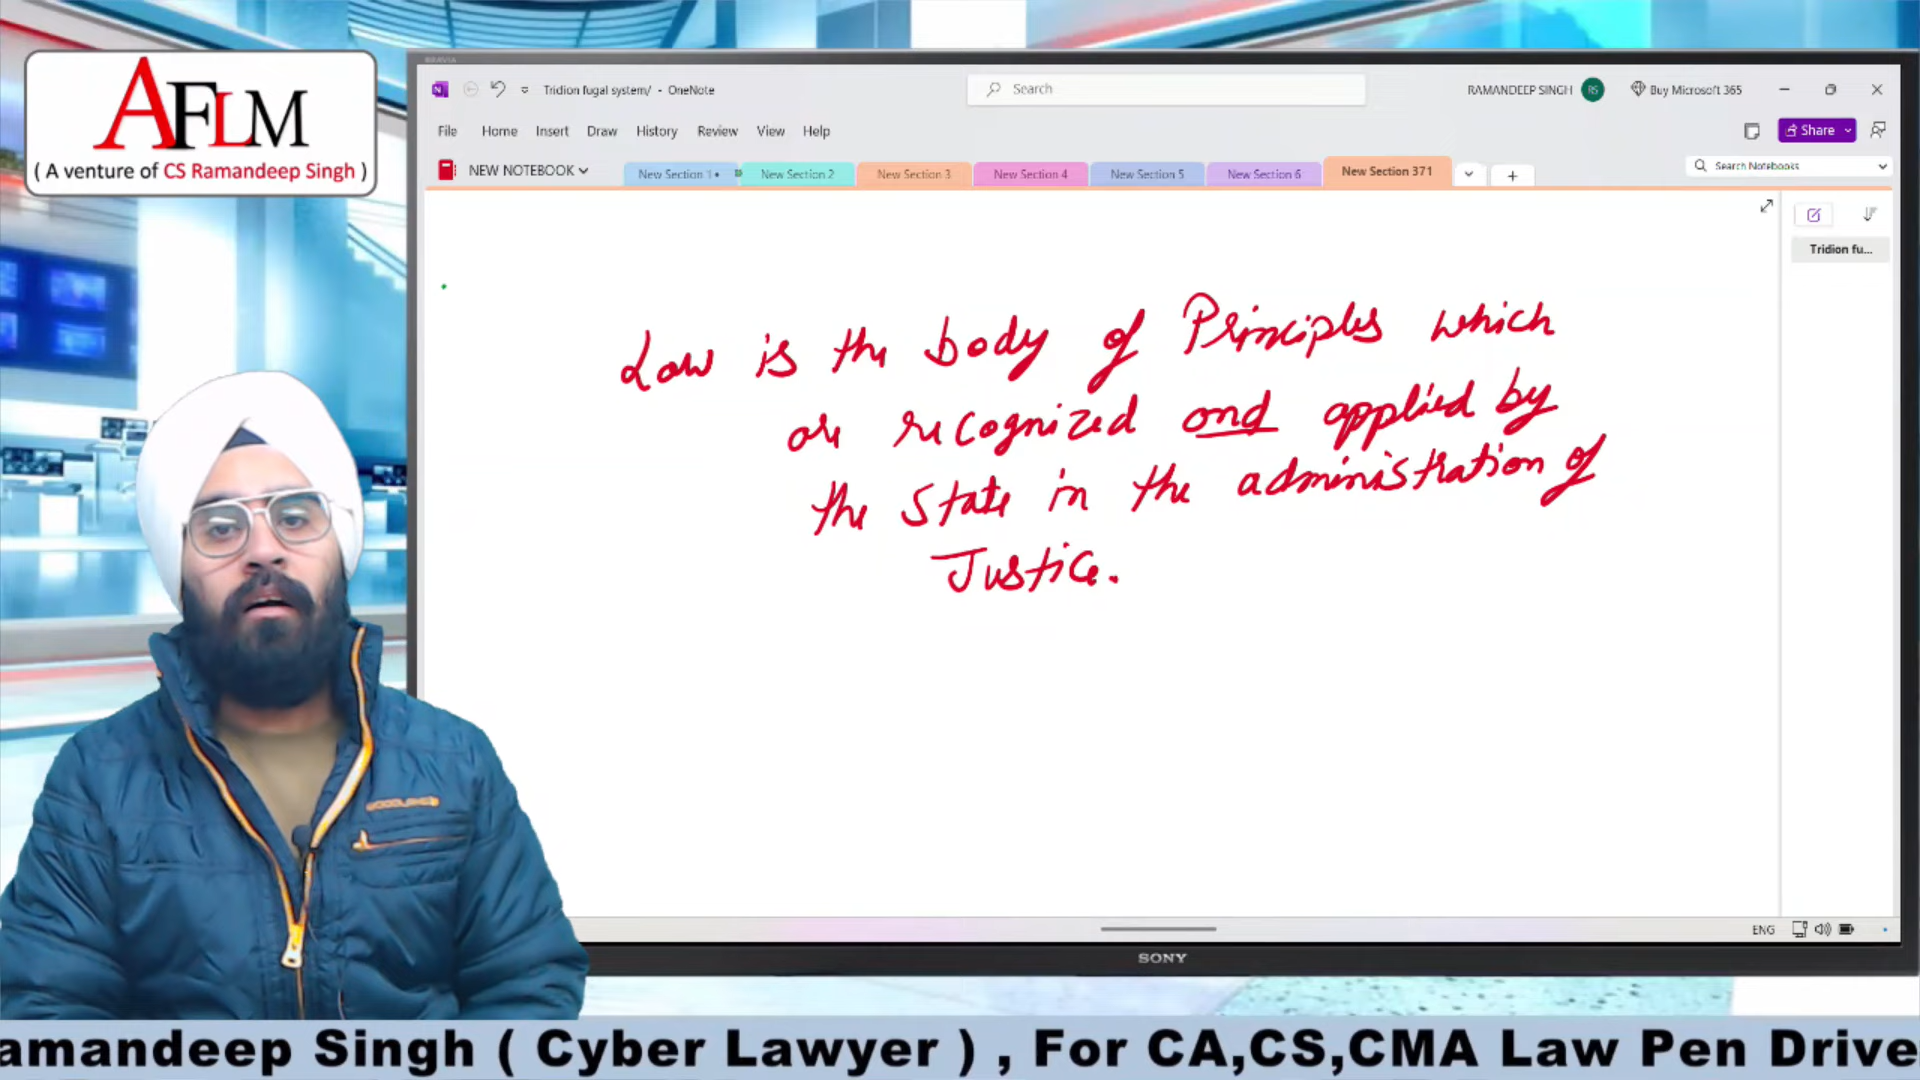 AFLM
( A venture of CS Ramandeep Singh )
BRAVIA
Tridion fugal system/ - OneNote
Search
RAMANDEEP SINGH
RS
Buy Microsoft 365
File Home Insert Draw History Review View Help
Share
NEW NOTEBOOK
New Section 1
New Section 2
New Section 3
New Section 4
New Section 5
New Section 6
New Section 371
Search Notebooks
Tridion fu...
Law is the body of Principles which
are recognized and applied by
the State in the administration of
Justice.
ENG
SONY
amandeep Singh ( Cyber Lawyer ) , For CA,CS,CMA Law Pen Drive